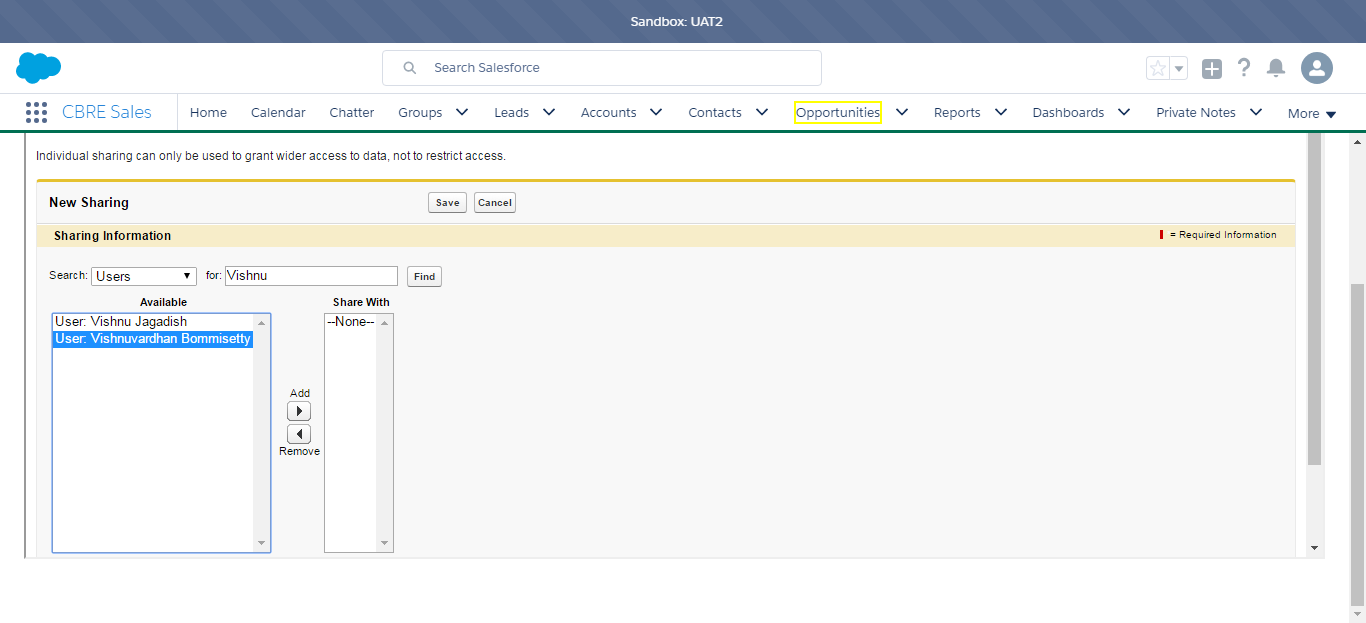 Sandbox: UAT2
Search Salesforce
CBRE Sales Home Calendar Chatter Groups Leads Accounts Contacts Opportunities Reports Dashboards Private Notes More
Individual sharing can only be used to grant wider access to data, not to restrict access.
New Sharing Save Cancel
Sharing Information = Required Information
Search: Users for: Vishnu Find
Available Share With
User: Vishnu Jagadish --None--
User: Vishnuvardhan Bommisetty
Add
Remove